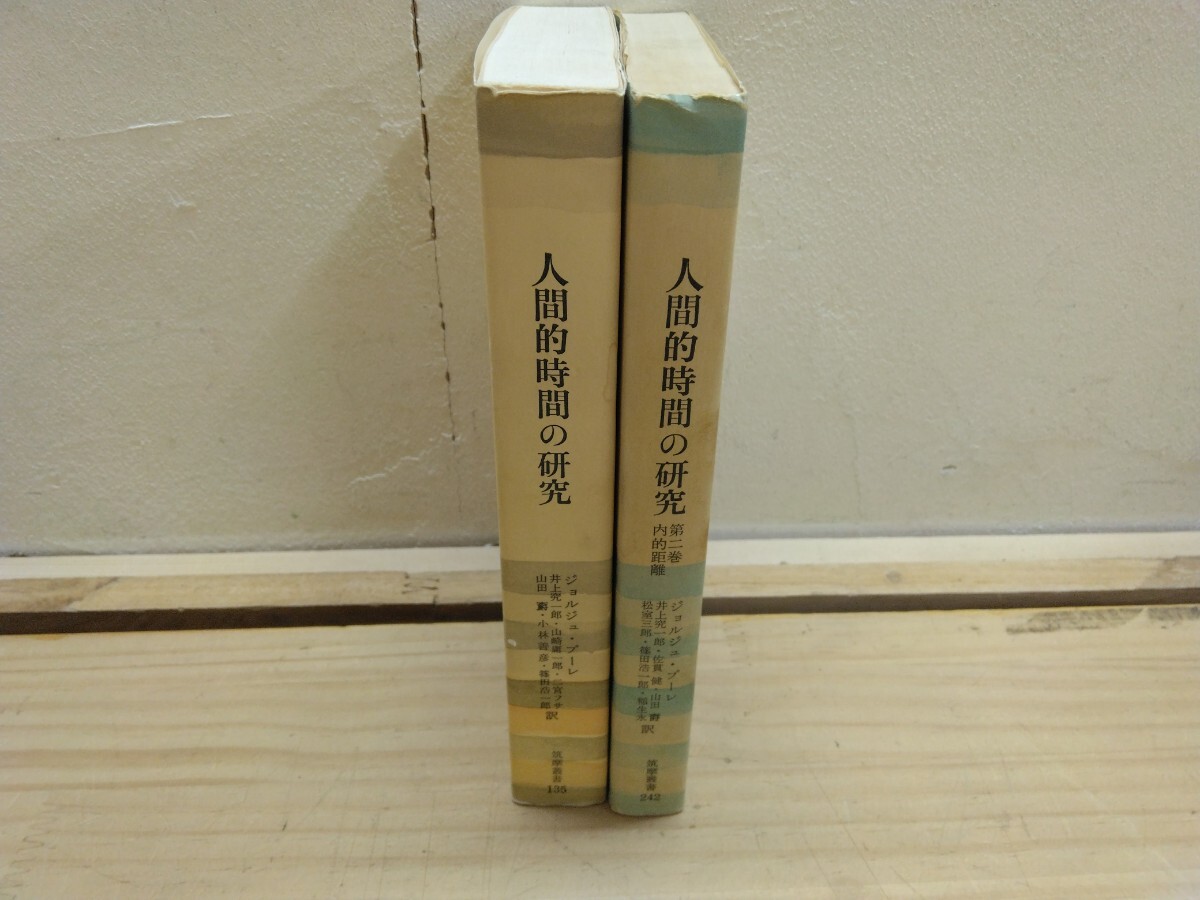 人間的時間の研究
ジョルジュ・プーレ
井上究一郎・山崎庸一郎・二宮フサ
山田𣝣・小林善彦・篠田浩一郎 訳
筑摩叢書
135
人間的時間の研究
第二巻
内的距離
ジョルジュ・プーレ
井上究一郎・佐貫健・山田𣝣
松室三郎・篠田浩一郎・稲生永 訳
筑摩叢書
242